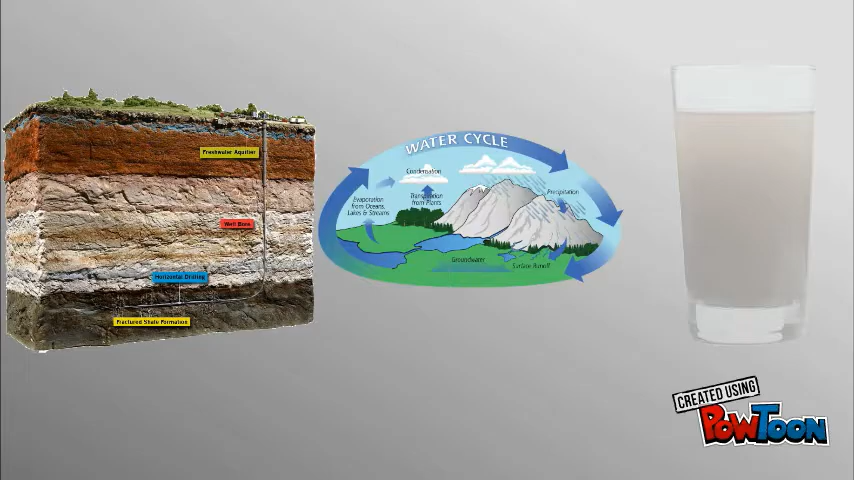 Freshwater Aquifier
Well Bore
Horizontal Drilling
Fractured Shale Formation
WATER CYCLE
Condensation
Precipitation
Transpiration
from Plants
Evaporation
from Oceans,
Lakes & Streams
Groundwater
Surface Runoff
CREATED USING
POWTOON